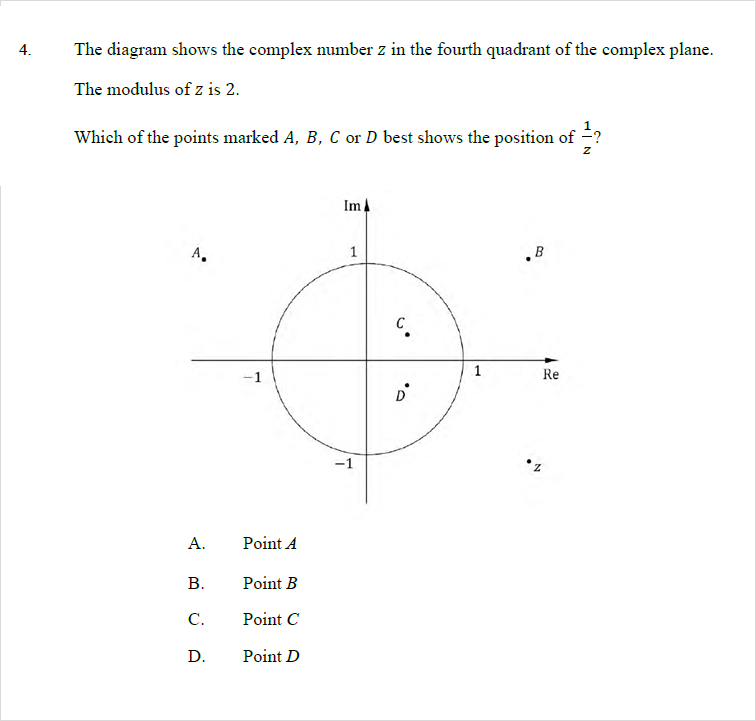 4. The diagram shows the complex number z in the fourth quadrant of the complex plane.
The modulus of z is 2.
Which of the points marked A, B, C or D best shows the position of 1/z?
Im
A
1
B
C
−1
1
Re
D
−1
z
A. Point A
B. Point B
C. Point C
D. Point D